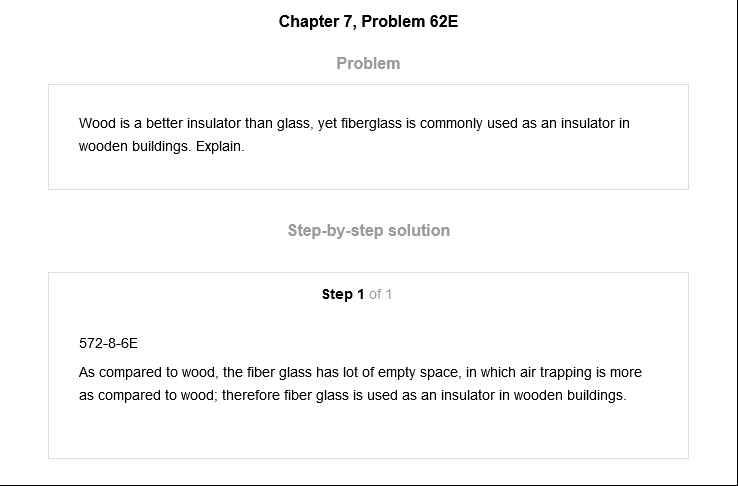 Chapter 7, Problem 62E
Problem
Wood is a better insulator than glass, yet fiberglass is commonly used as an insulator in
wooden buildings. Explain.
Step-by-step solution
Step 1 of 1
572-8-6E
As compared to wood, the fiber glass has lot of empty space, in which air trapping is more
as compared to wood; therefore fiber glass is used as an insulator in wooden buildings.